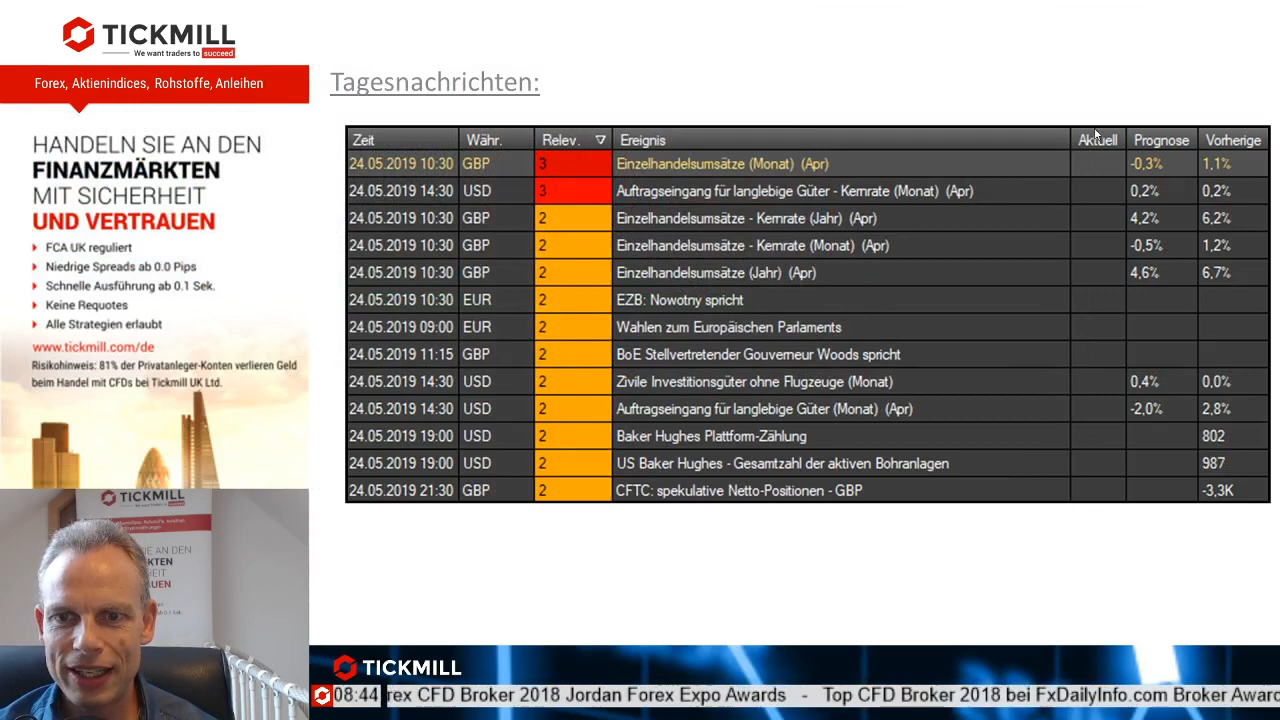 TICKMILL
We want traders to succeed
Forex, Aktienindices, Rohstoffe, Anleihen
HANDELN SIE AN DEN
FINANZMÄRKTEN
MIT SICHERHEIT
UND VERTRAUEN
FCA UK reguliert
Niedrige Spreads ab 0.0 Pips
Schnelle Ausführung ab 0.1 Sek.
Keine Requotes
Alle Strategien erlaubt
www.tickmill.com/de
Risikohinweis: 81% der Privatanleger-Konten verlieren Geld
beim Handel mit CFDs bei Tickmill UK Ltd.
Tagesnachrichten:
Zeit Währ. Relev. Ereignis Aktuell Prognose Vorherige
24.05.2019 10:30 GBP 3 Einzelhandelsumsätze (Monat) (Apr) -0,3% 1,1%
24.05.2019 14:30 USD 3 Auftragseingang für langlebige Güter - Kernrate (Monat) (Apr) 0,2% 0,2%
24.05.2019 10:30 GBP 2 Einzelhandelsumsätze - Kernrate (Jahr) (Apr) 4,2% 6,2%
24.05.2019 10:30 GBP 2 Einzelhandelsumsätze - Kernrate (Monat) (Apr) -0,5% 1,2%
24.05.2019 10:30 GBP 2 Einzelhandelsumsätze (Jahr) (Apr) 4,6% 6,7%
24.05.2019 10:30 EUR 2 EZB: Nowotny spricht
24.05.2019 09:00 EUR 2 Wahlen zum Europäischen Parlaments
24.05.2019 11:15 GBP 2 BoE Stellvertretender Gouverneur Woods spricht
24.05.2019 14:30 USD 2 Zivile Investitionsgüter ohne Flugzeuge (Monat) 0,4% 0,0%
24.05.2019 14:30 USD 2 Auftragseingang für langlebige Güter (Monat) (Apr) -2,0% 2,8%
24.05.2019 19:00 USD 2 Baker Hughes Plattform-Zählung 802
24.05.2019 19:00 USD 2 US Baker Hughes - Gesamtzahl der aktiven Bohranlagen 987
24.05.2019 21:30 GBP 2 CFTC: spekulative Netto-Positionen - GBP -3,3K
TICKMILL
TICKMILL
08:44 rex CFD Broker 2018 Jordan Forex Expo Awards - Top CFD Broker 2018 bei FxDailyInfo.com Broker Awar